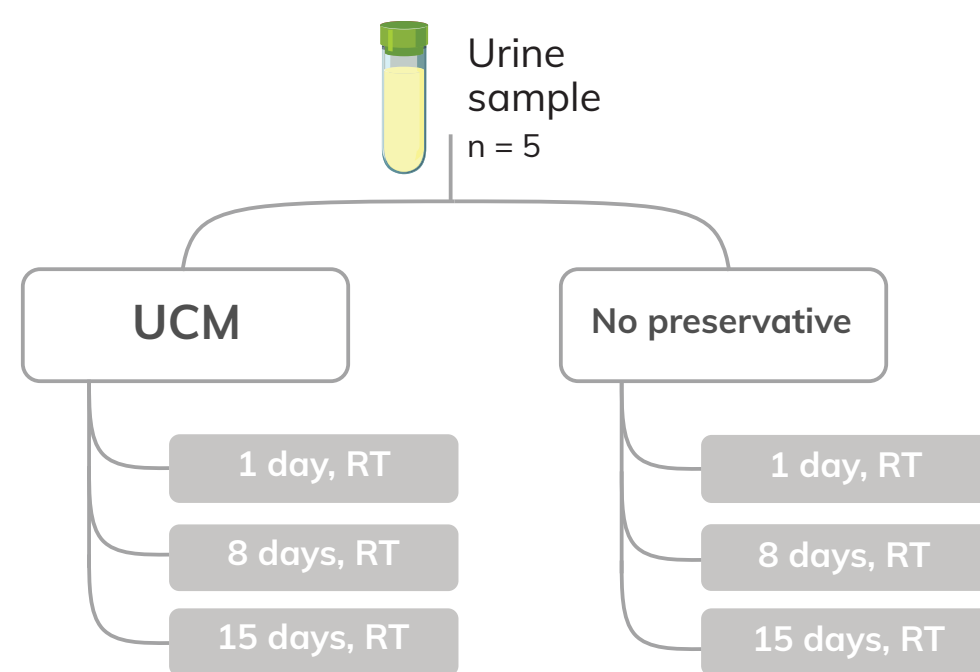 Urine
sample
n = 5
UCM
No preservative
1 day, RT
1 day, RT
8 days, RT
8 days, RT
15 days, RT
15 days, RT